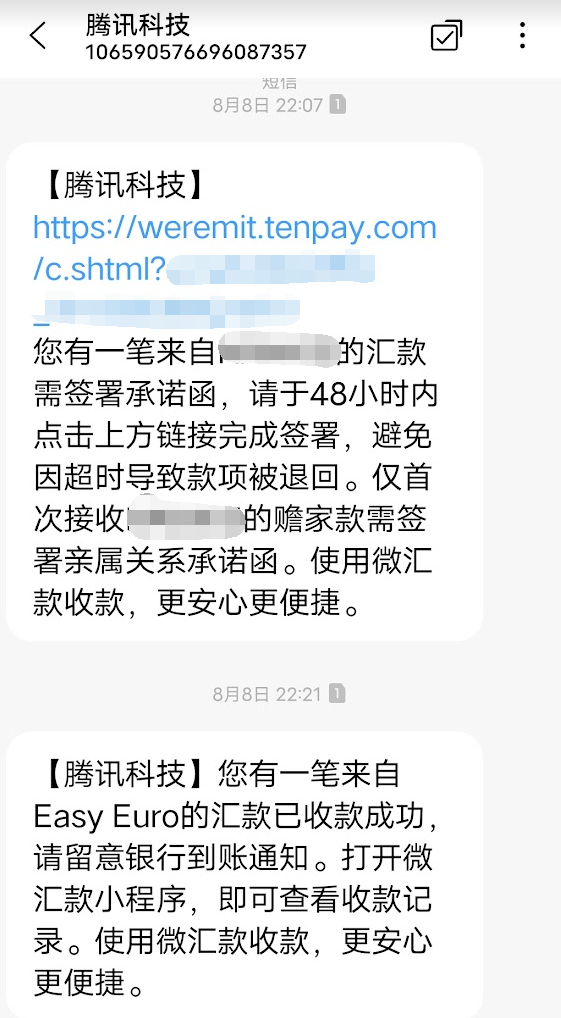 腾讯科技
106590576696087357
短信
8月8日 22:07 1
【腾讯科技】
https://weremit.tenpay.com
/c.shtml?
_
您有一笔来自的汇款
需签署承诺函，请于48小时内
点击上方链接完成签署，避免
因超时导致款项被退回。仅首
次接收的赡家款需签
署亲属关系承诺函。使用微汇
款收款，更安心更便捷。
8月8日 22:21 1
【腾讯科技】您有一笔来自
Easy Euro的汇款已收款成功，
请留意银行到账通知。打开微
汇款小程序，即可查看收款记
录。使用微汇款收款，更安心
更便捷。